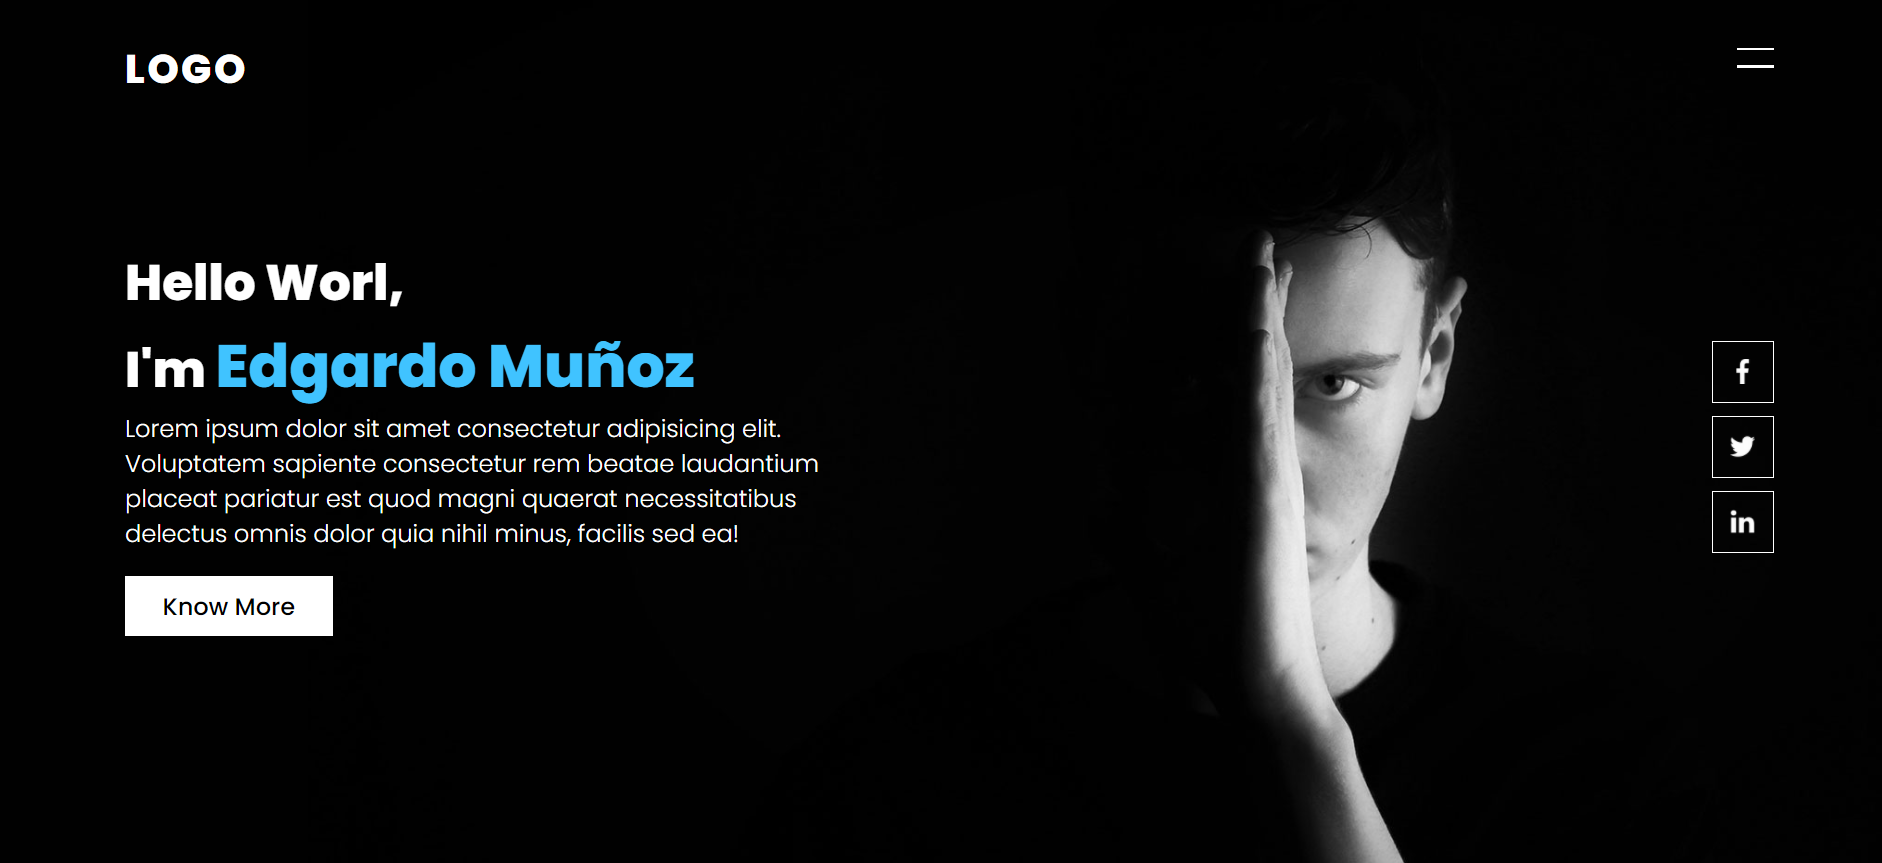 LOGO
Hello Worl,
I'm Edgardo Muñoz
Lorem ipsum dolor sit amet consectetur adipisicing elit.
Voluptatem sapiente consectetur rem beatae laudantium
placeat pariatur est quod magni quaerat necessitatibus
delectus omnis dolor quia nihil minus, facilis sed ea!
Know More
f
in